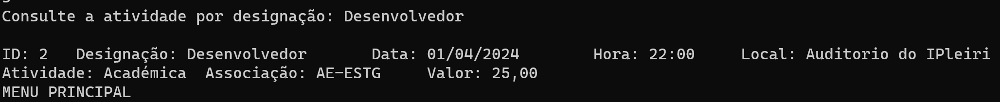 Consulte a atividade por designação: Desenvolvedor
ID: 2   Designação: Desenvolvedor       Data: 01/04/2024        Hora: 22:00     Local: Auditorio do IPleiri
Atividade: Académica  Associação: AE-ESTG     Valor: 25,00
MENU PRINCIPAL